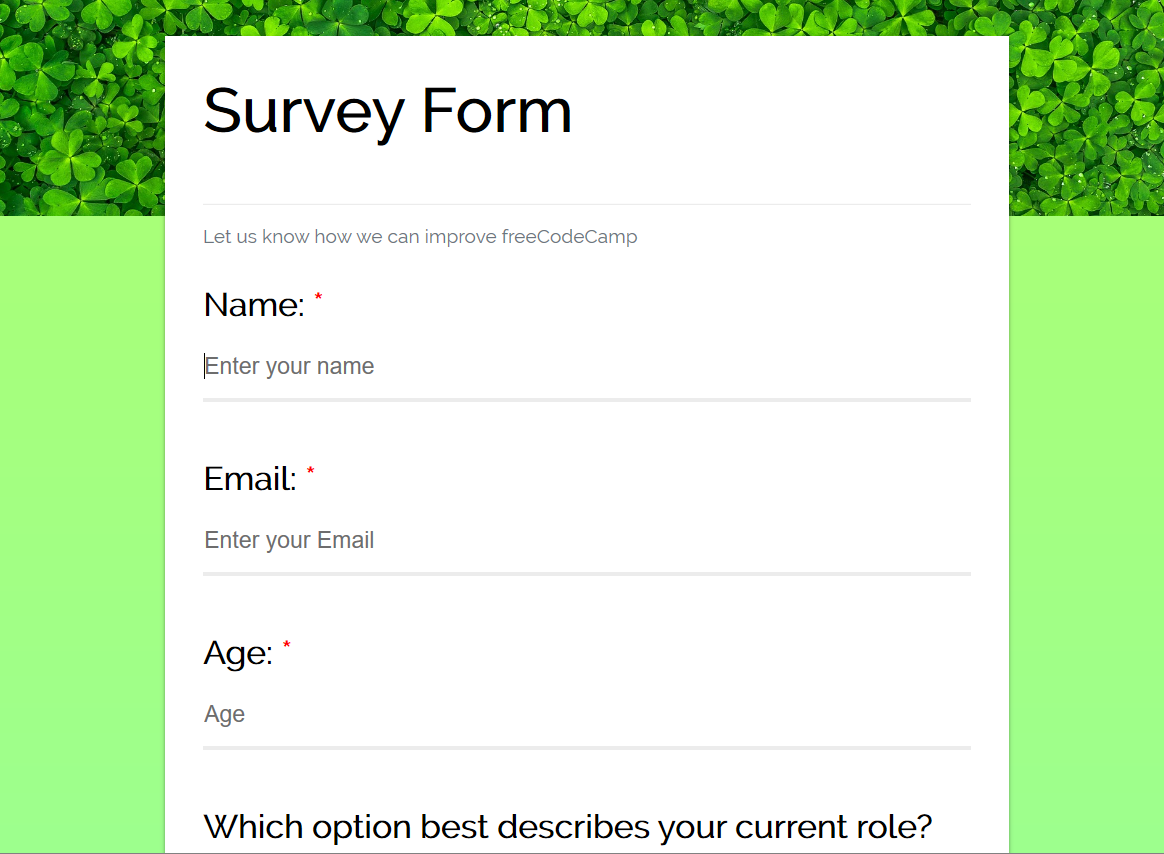 Survey Form
Let us know how we can improve freeCodeCamp
Name: *
Enter your name
Email: *
Enter your Email
Age: *
Age
Which option best describes your current role?